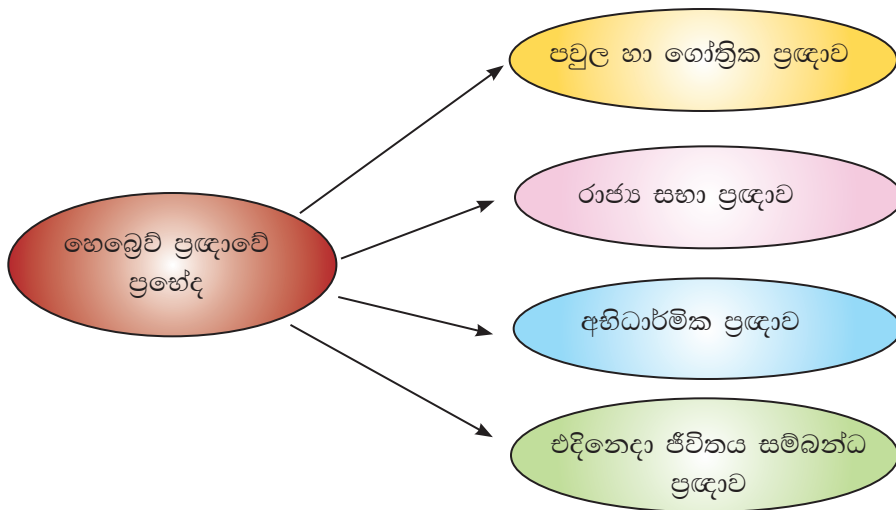 හෙබ්‍රෙව් ප්‍රඥාවේ
ප්‍රභේද
පවුල හා ගෝත්‍රික ප්‍රඥාව
රාජ්‍ය සභා ප්‍රඥාව
අභිධාර්මික ප්‍රඥාව
එදිනෙදා ජීවිතය සම්බන්ධ
ප්‍රඥාව